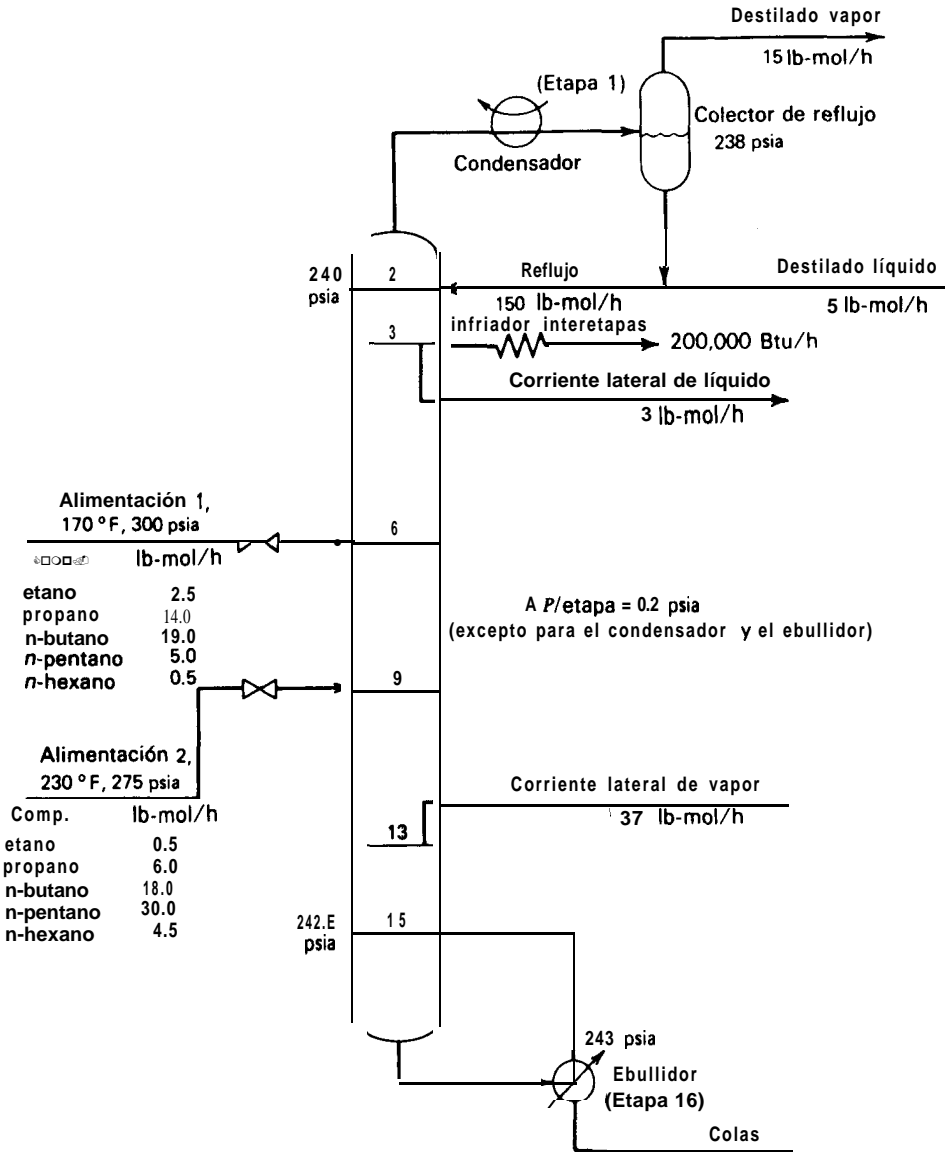 Destilado vapor
15 lb-mol/h
(Etapa 1)
Colector de reflujo
238 psia
Condensador
240
psia
2
Reflujo
150 lb-mol/h
Destilado líquido
5 lb-mol/h
3
infriador interetapas
200,000 Btu/h
Corriente lateral de líquido
3 lb-mol/h
Alimentación 1,
170 °F, 300 psia
lb-mol/h
etano 2.5
propano 14.0
n-butano 19.0
n-pentano 5.0
n-hexano 0.5
6
A P/etapa = 0.2 psia
(excepto para el condensador y el ebullidor)
9
Alimentación 2,
230 °F, 275 psia
Comp. lb-mol/h
etano 0.5
propano 6.0
n-butano 18.0
n-pentano 30.0
n-hexano 4.5
Corriente lateral de vapor
37 lb-mol/h
13
242.E
psia
15
243 psia
Ebullidor
(Etapa 16)
Colas